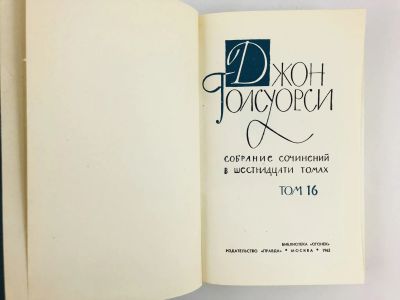 ДЖОН
ГОЛСУОРСИ
СОБРАНИЕ СОЧИНЕНИЙ
В ШЕСТНАДЦАТИ ТОМАХ
ТОМ 16
БИБЛИОТЕКА «ОГОНЕК»
ИЗДАТЕЛЬСТВО «ПРАВДА» • МОСКВА • 1962